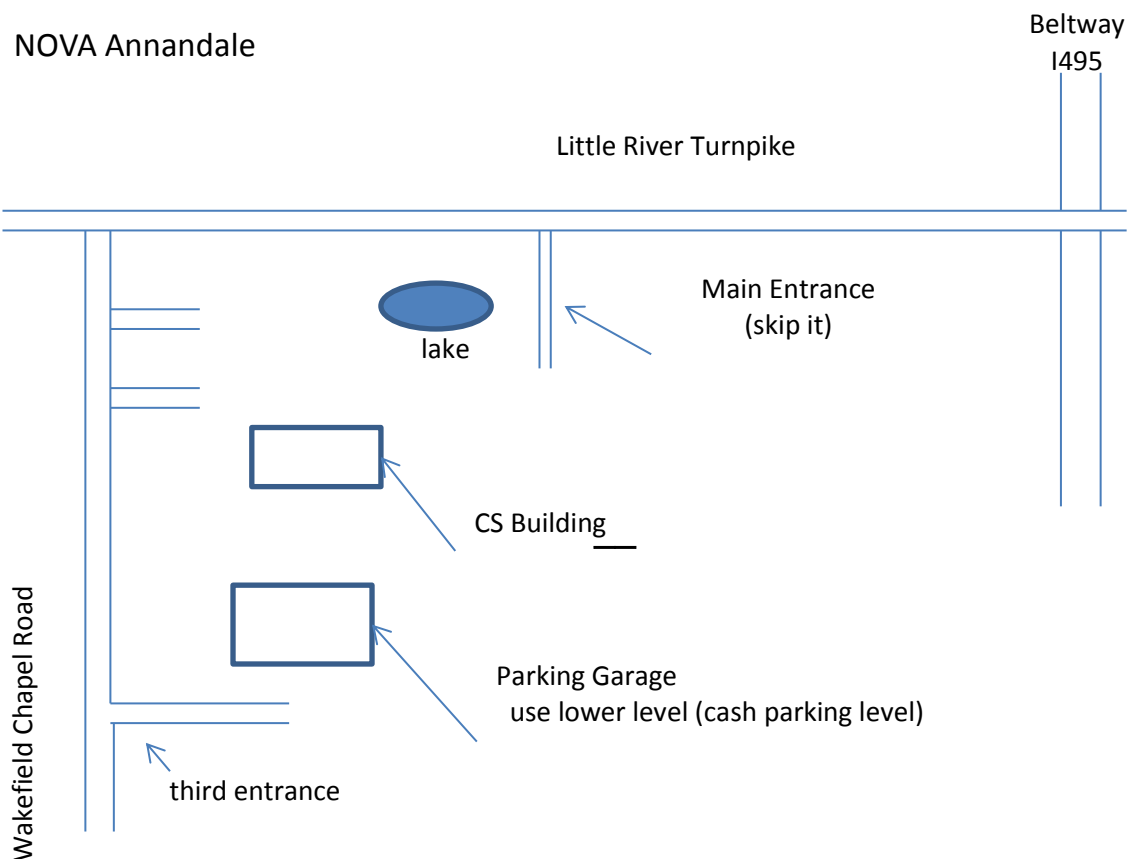 NOVA Annandale
Beltway
I495
Little River Turnpike
Main Entrance
(skip it)
lake
CS Building
Parking Garage
use lower level (cash parking level)
third entrance
Wakefield Chapel Road